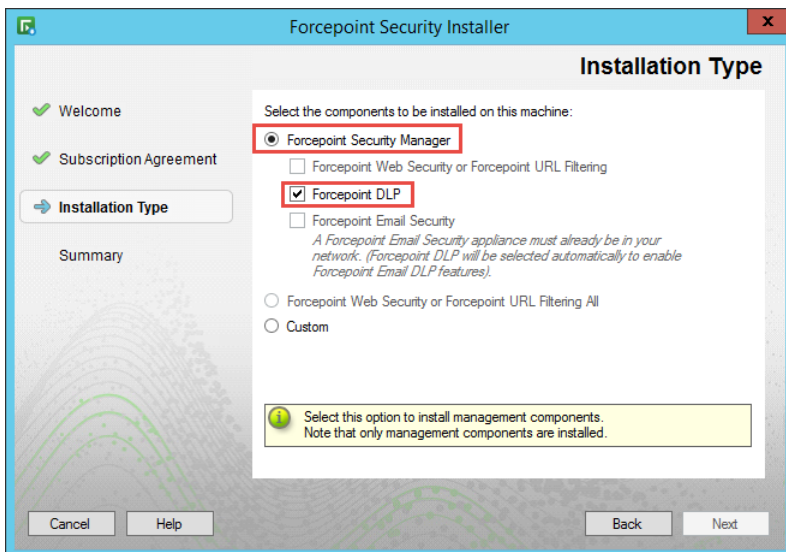 Forcepoint Security Installer
x
Installation Type
Welcome
Subscription Agreement
Installation Type
Summary
Select the components to be installed on this machine:
Forcepoint Security Manager
Forcepoint Web Security or Forcepoint URL Filtering
Forcepoint DLP
Forcepoint Email Security
A Forcepoint Email Security appliance must already be in your
network. (Forcepoint DLP will be selected automatically to enable
Forcepoint Email DLP features).
Forcepoint Web Security or Forcepoint URL Filtering All
Custom
Select this option to install management components.
Note that only management components are installed.
Cancel
Help
Back
Next